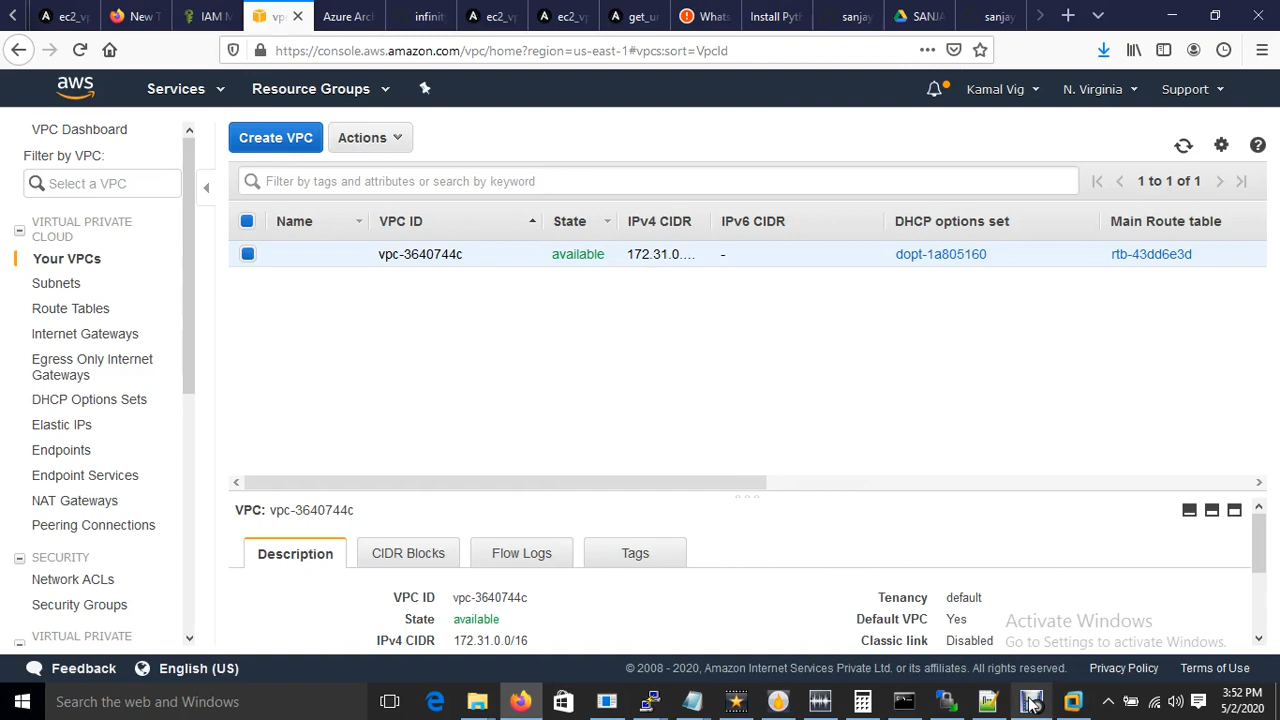 ec2_v
New T
IAM M
vpc
Azure Arch
infinit
ec2_vp
ec2_vp
get_ur
Whats
Install Pyth
sanjay
SANJA
sanjay
https://console.aws.amazon.com/vpc/home?region=us-east-1#vpcs:sort=VpcId
aws
Services
Resource Groups
Kamal Vig
N. Virginia
Support
VPC Dashboard
Filter by VPC:
Select a VPC
VIRTUAL PRIVATE
CLOUD
Your VPCs
Subnets
Route Tables
Internet Gateways
Egress Only Internet
Gateways
DHCP Options Sets
Elastic IPs
Endpoints
Endpoint Services
NAT Gateways
Peering Connections
SECURITY
Network ACLs
Security Groups
VIRTUAL PRIVATE
Create VPC
Actions
Filter by tags and attributes or search by keyword
1 to 1 of 1
Name
VPC ID
State
IPv4 CIDR
IPv6 CIDR
DHCP options set
Main Route table
vpc-3640744c
available
172.31.0....
-
dopt-1a805160
rtb-43dd6e3d
VPC: vpc-3640744c
Description
CIDR Blocks
Flow Logs
Tags
VPC ID vpc-3640744c
State available
IPv4 CIDR 172.31.0.0/16
Tenancy default
Default VPC Yes
Classic link Disabled
Activate Windows
Go to Settings to activate Windows.
Feedback
English (US)
© 2008 - 2020, Amazon Internet Services Private Ltd. or its affiliates. All rights reserved.
Privacy Policy
Terms of Use
Search the web and Windows
3:52 PM
5/2/2020